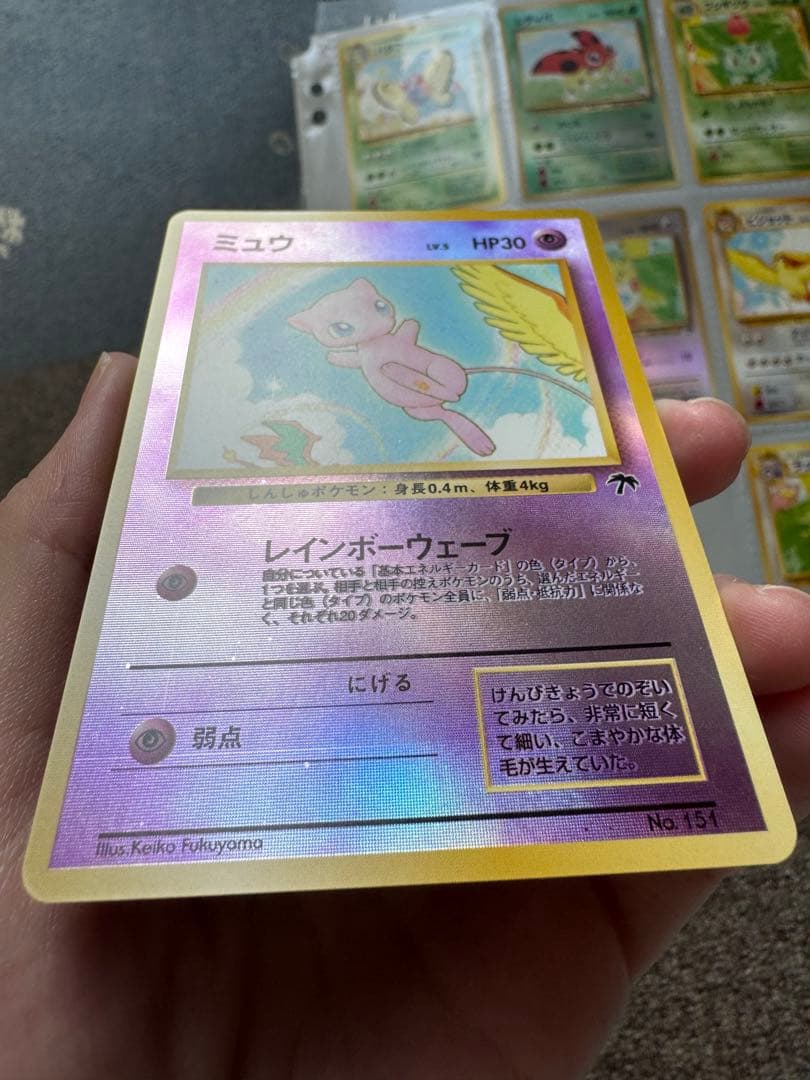 ミュウ LV.5 HP30
しんしゅポケモン：身長0.4m、体重4kg
レインボーウェーブ
自分についている「基本エネルギーカード」の色（タイプ）から、
1つを選ぶ。相手と相手の控えポケモンのうち、選んだエネルギー
と同じ色（タイプ）のポケモン全員に、「弱点・抵抗力」に関係な
く、それぞれ20ダメージ。
にげる
弱点
けんびきょうでのぞい
てみたら、非常に短く
て細い、こまやかな体
毛が生えていた。
No.151
Illus.Keiko Fukuyama